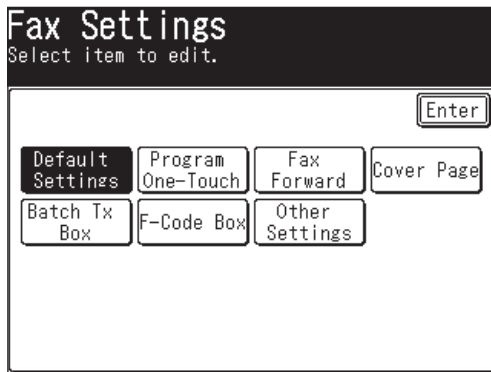 Fax Settings
Select item to edit.
Enter
Default Settings
Program One-Touch
Fax Forward
Cover Page
Batch Tx Box
F-Code Box
Other Settings